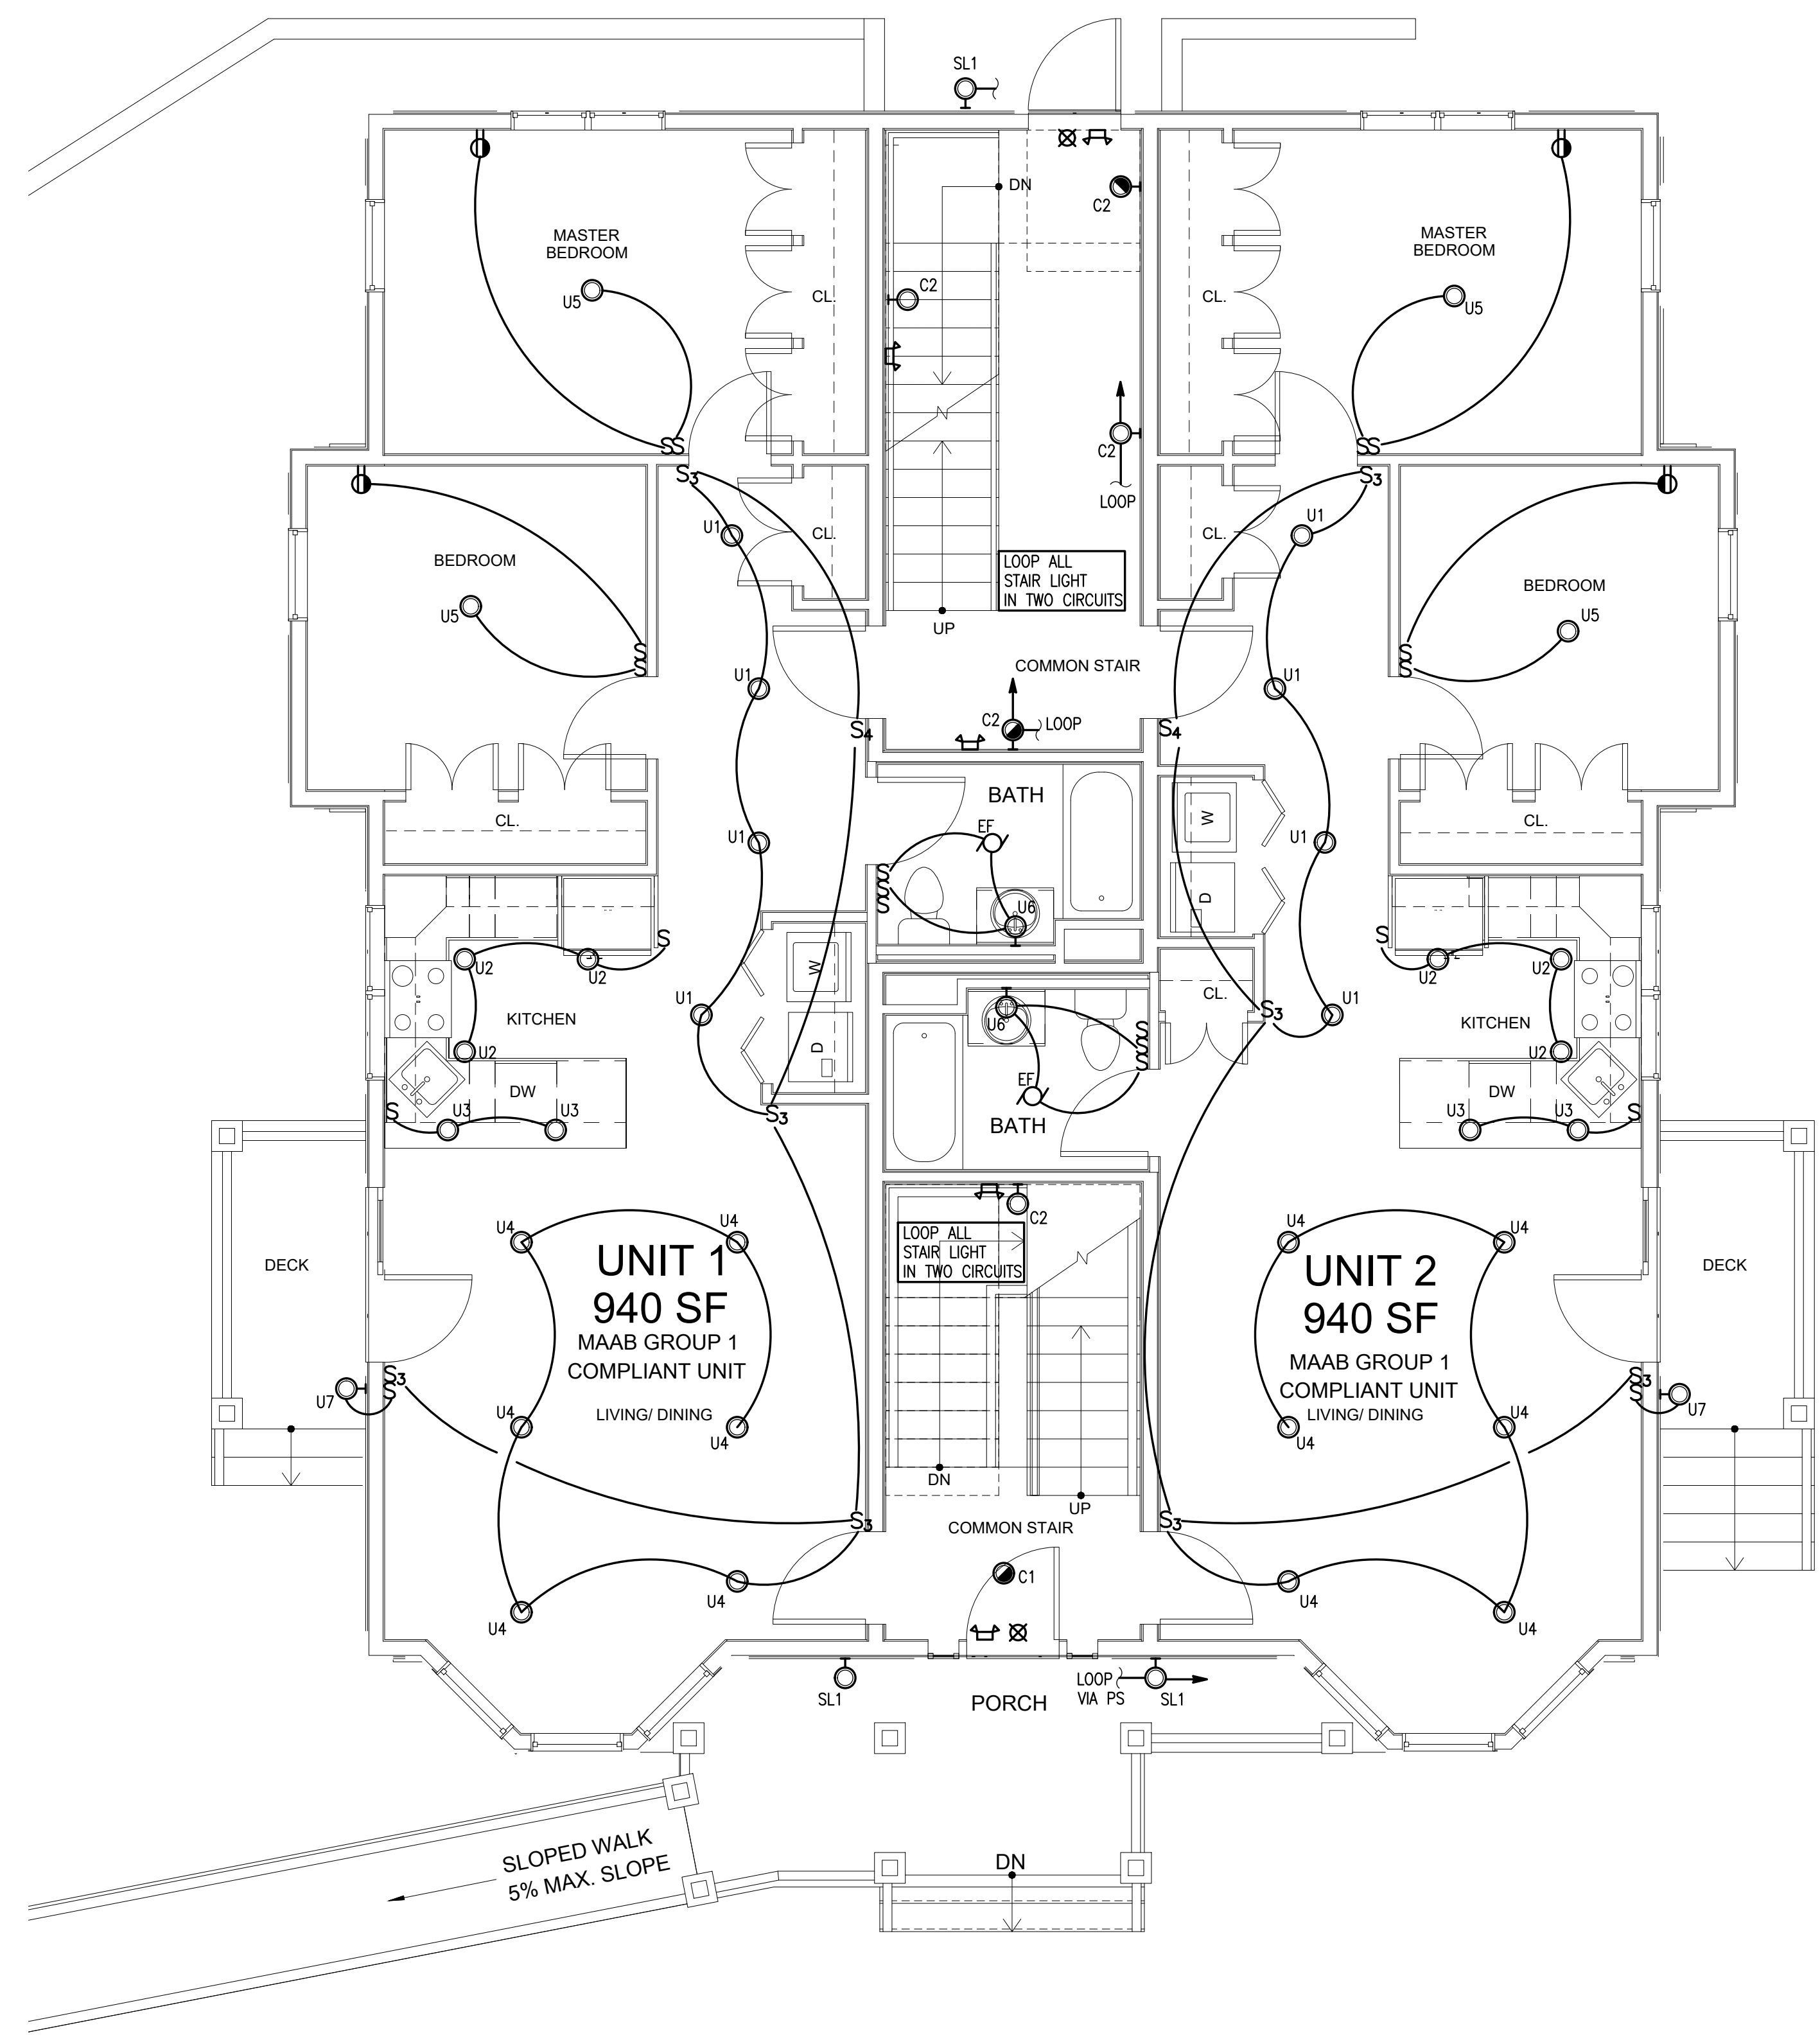 SL1
DN
C2
MASTER
BEDROOM
U5
CL.
C2
MASTER
BEDROOM
U5
CL.
SS
SS
C2
LOOP
S3
S3
U1
CL.
U1
CL.
LOOP ALL
STAIR LIGHT
IN TWO CIRCUITS
BEDROOM
U5
BEDROOM
U5
UP
S
S
S
S
COMMON STAIR
U1
U1
S4
C2
LOOP
S4
BATH
EF
U1
U1
W
CL.
CL.
S
S
S
D
U6
S
U2
U2
S
U2
U2
W
U1
U1
CL.
S3
U6
S
S
S
S
KITCHEN
KITCHEN
D
U2
U2
EF
DW
DW
S
U3
U3
S3
BATH
U3
U3
S
C2
U4
U4
U4
U4
LOOP ALL
STAIR LIGHT
IN TWO CIRCUITS
UNIT 1
940 SF
MAAB GROUP 1
COMPLIANT UNIT
LIVING/ DINING
UNIT 2
940 SF
MAAB GROUP 1
COMPLIANT UNIT
LIVING/ DINING
DECK
DECK
S3
S
U7
S3
S
U7
U4
U4
U4
U4
DN
UP
S3
COMMON STAIR
S3
C1
U4
U4
U4
U4
SL1
LOOP
VIA PS
SL1
PORCH
SLOPED WALK
5% MAX. SLOPE
DN